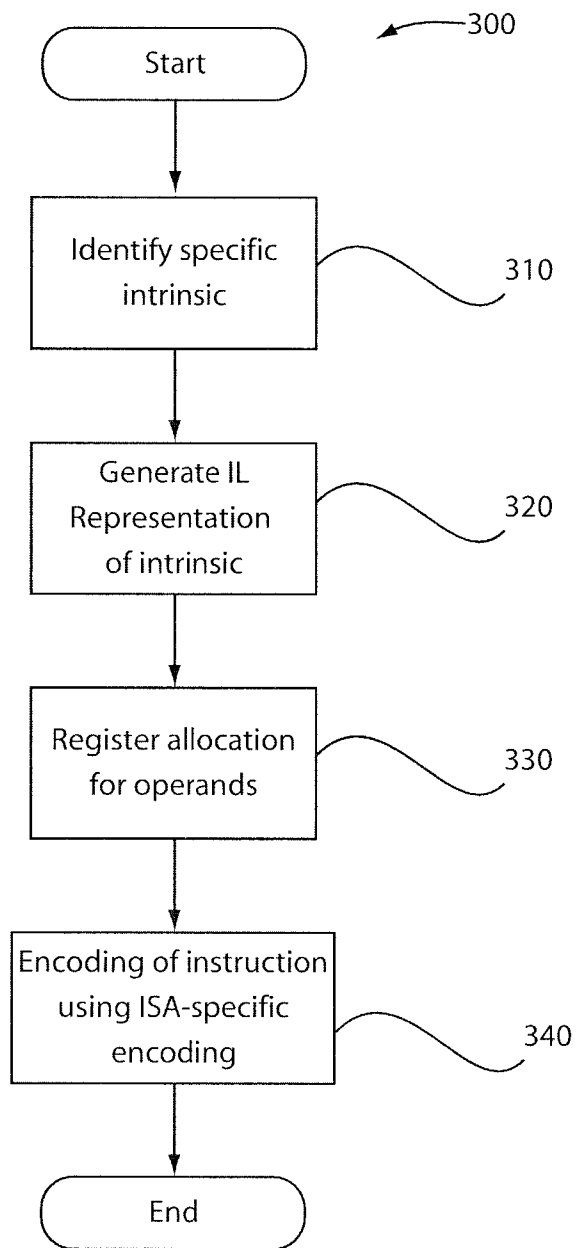 300
Start
Identify specific
intrinsic
310
Generate IL
Representation
of intrinsic
320
Register allocation
for operands
330
Encoding of instruction
using ISA-specific
encoding
340
End